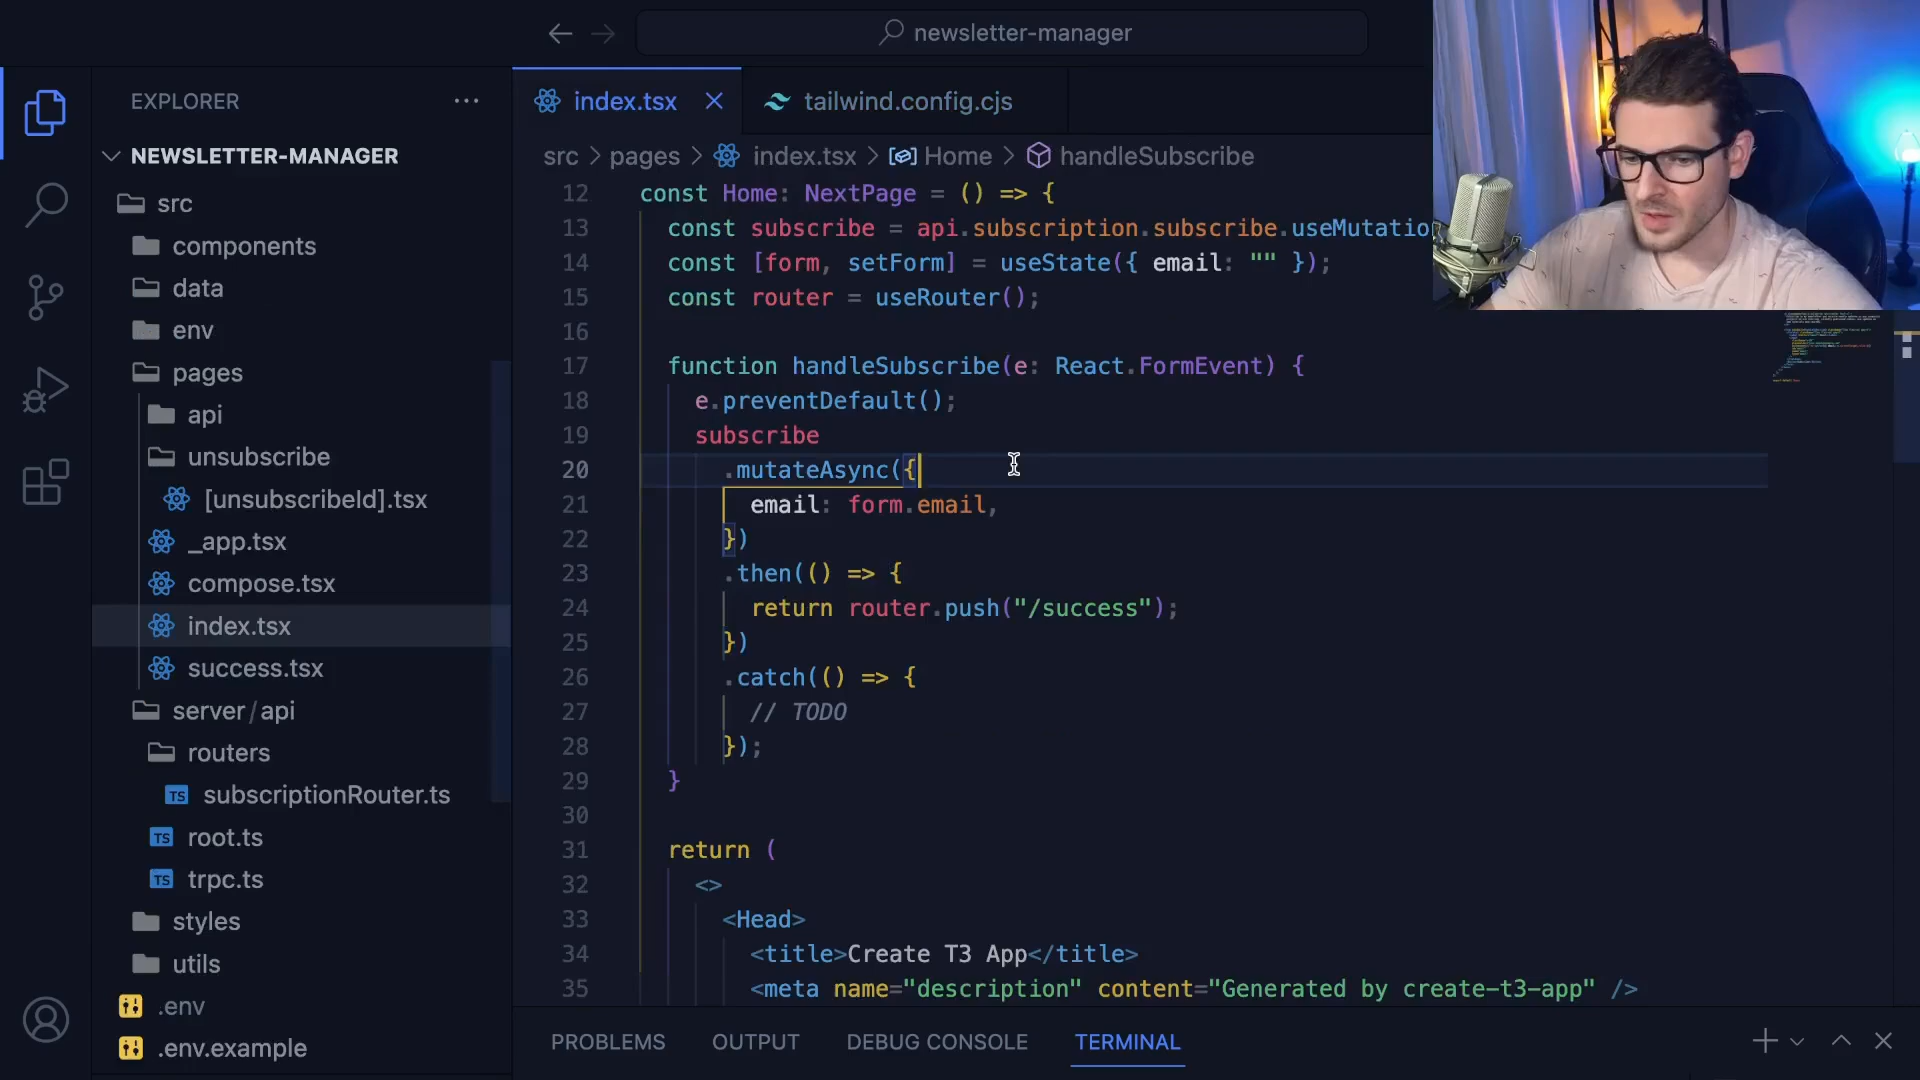 newsletter-manager
EXPLORER
index.tsx
tailwind.config.cjs
NEWSLETTER-MANAGER
src
components
data
env
pages
api
unsubscribe
[unsubscribeId].tsx
_app.tsx
compose.tsx
index.tsx
success.tsx
server/api
routers
TS subscriptionRouter.ts
TS root.ts
TS trpc.ts
styles
utils
.env
.env.example
src > pages > index.tsx > Home > handleSubscribe
12 const Home: NextPage = () => {
13 const subscribe = api.subscription.subscribe.useMutatio
14 const [form, setForm] = useState({ email: "" });
15 const router = useRouter();
16
17 function handleSubscribe(e: React.FormEvent) {
18 e.preventDefault();
19 subscribe
20 .mutateAsync({
21 email: form.email,
22 })
23 .then(() => {
24 return router.push("/success");
25 })
26 .catch(() => {
27 // TODO
28 });
29 }
30
31 return (
32 <>
33 <Head>
34 <title>Create T3 App</title>
35 <meta name="description" content="Generated by create-t3-app" />
PROBLEMS OUTPUT DEBUG CONSOLE TERMINAL